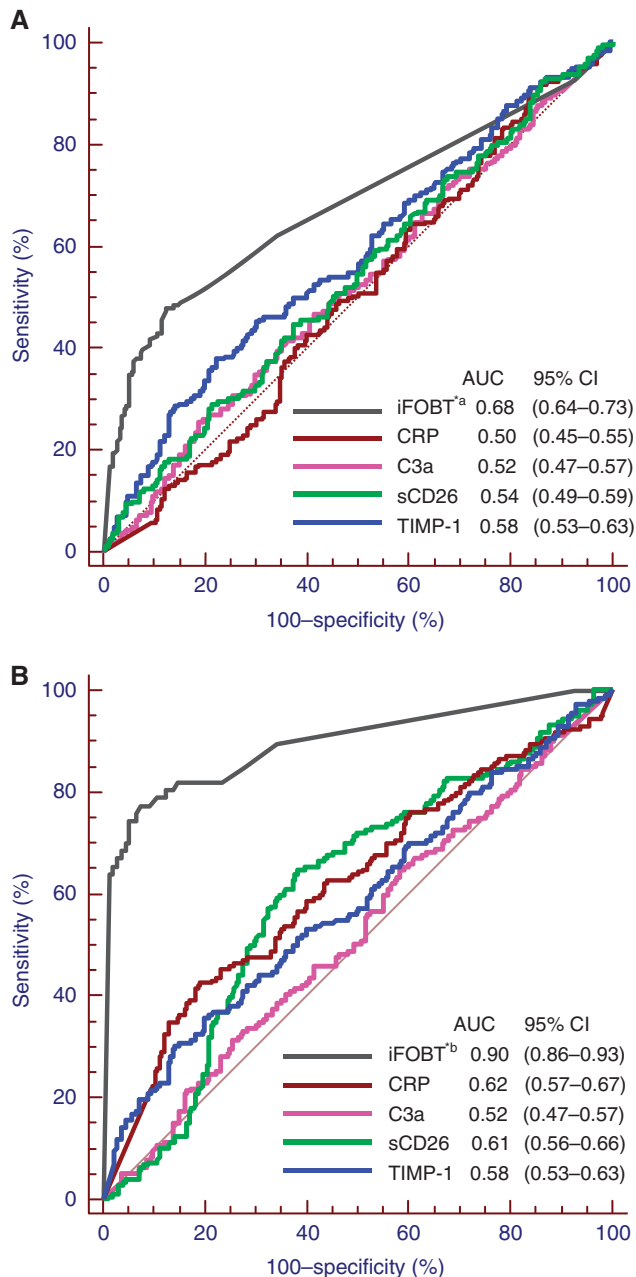 A
100
80
60
40
20
0
Sensitivity (%)
AUC 95% CI
iFOBT*a 0.68 (0.64–0.73)
CRP 0.50 (0.45–0.55)
C3a 0.52 (0.47–0.57)
sCD26 0.54 (0.49–0.59)
TIMP-1 0.58 (0.53–0.63)
0 20 40 60 80 100
100–specificity (%)
B
100
80
60
40
20
0
Sensitivity (%)
AUC 95% CI
iFOBT*b 0.90 (0.86–0.93)
CRP 0.62 (0.57–0.67)
C3a 0.52 (0.47–0.57)
sCD26 0.61 (0.56–0.66)
TIMP-1 0.58 (0.53–0.63)
0 20 40 60 80 100
100–specificity (%)